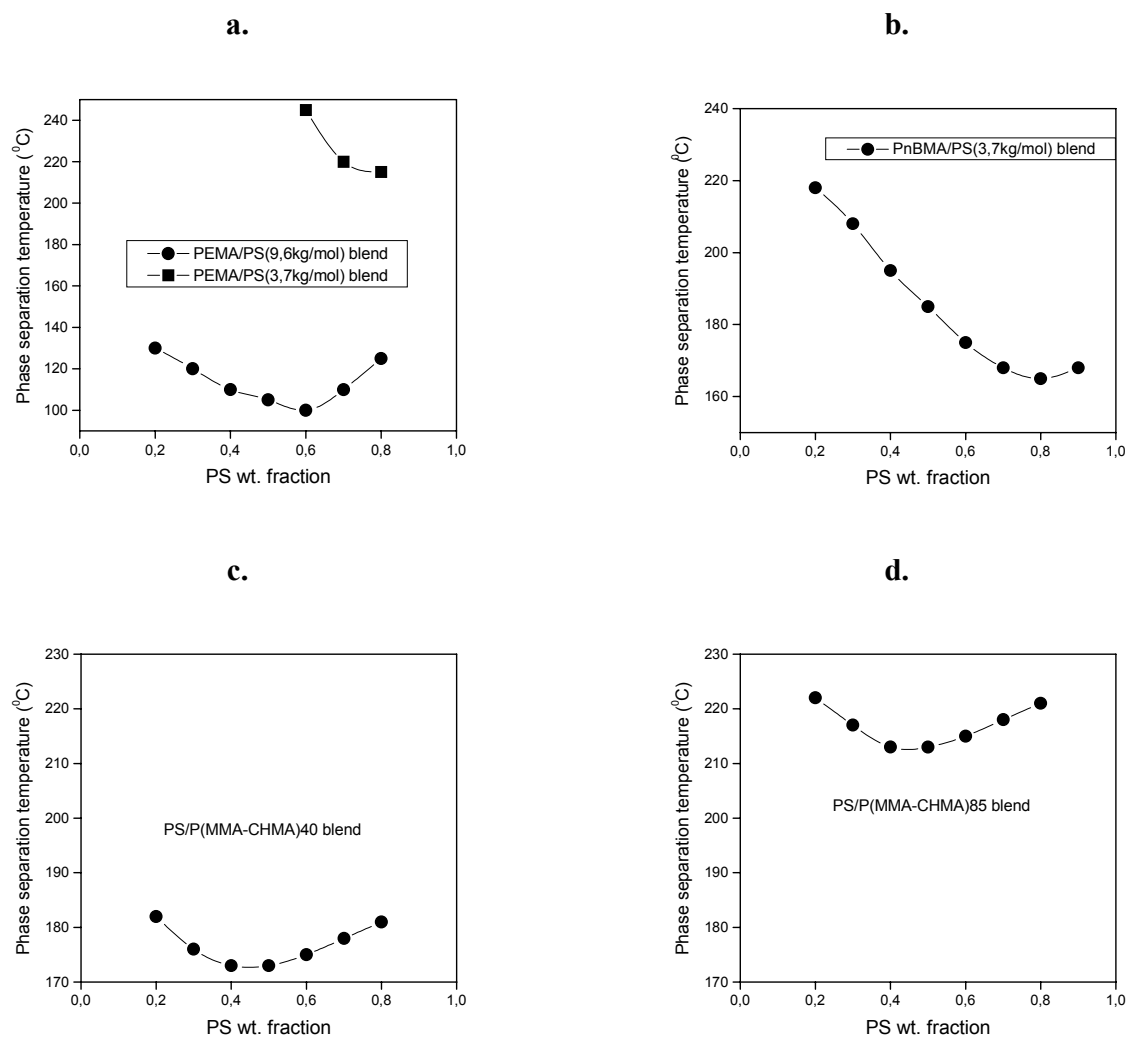 a.
Phase separation temperature (⁰C)
240
220
200
180
160
140
120
100
PEMA/PS(9,6kg/mol) blend
PEMA/PS(3,7kg/mol) blend
0,0 0,2 0,4 0,6 0,8 1,0
PS wt. fraction
b.
Phase separation temperature (⁰C)
240
220
200
180
160
PnBMA/PS(3,7kg/mol) blend
0,0 0,2 0,4 0,6 0,8 1,0
PS wt. fraction
c.
Phase separation temperature (⁰C)
230
220
210
200
190
180
170
PS/P(MMA-CHMA)40 blend
0,0 0,2 0,4 0,6 0,8 1,0
PS wt. fraction
d.
Phase separation temperature (⁰C)
230
220
210
200
190
180
170
PS/P(MMA-CHMA)85 blend
0,0 0,2 0,4 0,6 0,8 1,0
PS wt. fraction